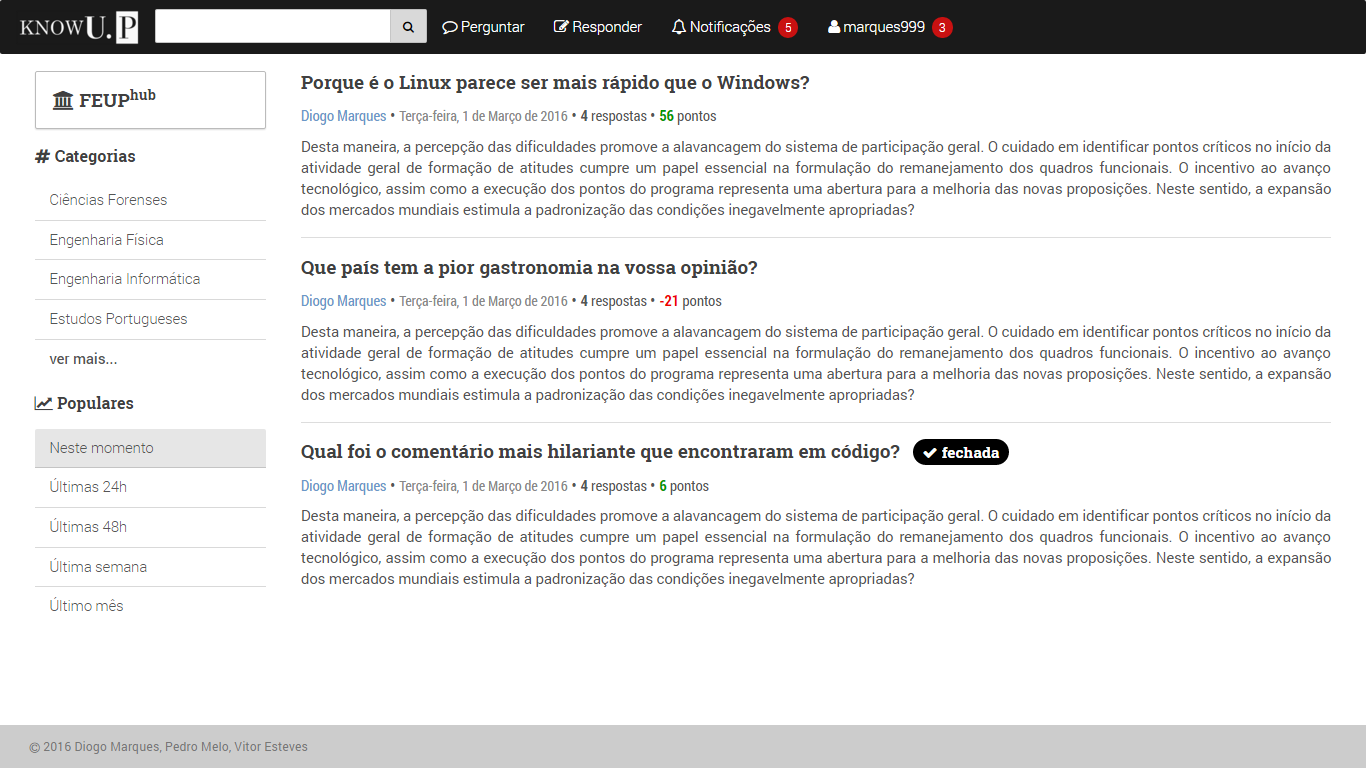 KNOWU.P
Perguntar
Responder
Notificações 5
marques999 3
FEUPhub
Categorias
Ciências Forenses
Engenharia Física
Engenharia Informática
Estudos Portugueses
ver mais...
Populares
Neste momento
Últimas 24h
Últimas 48h
Última semana
Último mês
Porque é o Linux parece ser mais rápido que o Windows?
Diogo Marques • Terça-feira, 1 de Março de 2016 • 4 respostas • 56 pontos
Desta maneira, a percepção das dificuldades promove a alavancagem do sistema de participação geral. O cuidado em identificar pontos críticos no início da
atividade geral de formação de atitudes cumpre um papel essencial na formulação do remanejamento dos quadros funcionais. O incentivo ao avanço
tecnológico, assim como a execução dos pontos do programa representa uma abertura para a melhoria das novas proposições. Neste sentido, a expansão
dos mercados mundiais estimula a padronização das condições inegavelmente apropriadas?
Que país tem a pior gastronomia na vossa opinião?
Diogo Marques • Terça-feira, 1 de Março de 2016 • 4 respostas • -21 pontos
Desta maneira, a percepção das dificuldades promove a alavancagem do sistema de participação geral. O cuidado em identificar pontos críticos no início da
atividade geral de formação de atitudes cumpre um papel essencial na formulação do remanejamento dos quadros funcionais. O incentivo ao avanço
tecnológico, assim como a execução dos pontos do programa representa uma abertura para a melhoria das novas proposições. Neste sentido, a expansão
dos mercados mundiais estimula a padronização das condições inegavelmente apropriadas?
Qual foi o comentário mais hilariante que encontraram em código? fechada
Diogo Marques • Terça-feira, 1 de Março de 2016 • 4 respostas • 6 pontos
Desta maneira, a percepção das dificuldades promove a alavancagem do sistema de participação geral. O cuidado em identificar pontos críticos no início da
atividade geral de formação de atitudes cumpre um papel essencial na formulação do remanejamento dos quadros funcionais. O incentivo ao avanço
tecnológico, assim como a execução dos pontos do programa representa uma abertura para a melhoria das novas proposições. Neste sentido, a expansão
dos mercados mundiais estimula a padronização das condições inegavelmente apropriadas?
© 2016 Diogo Marques, Pedro Melo, Vitor Esteves